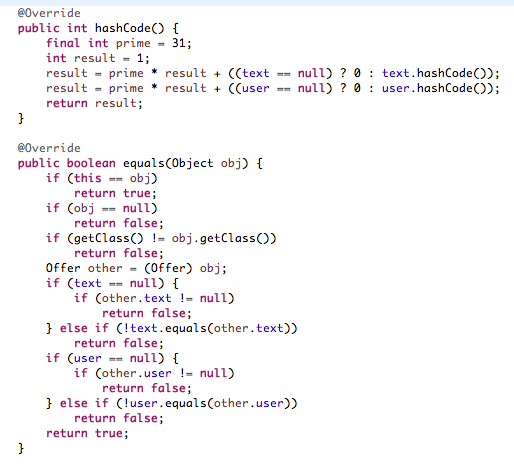 @Override
public int hashCode() {
    final int prime = 31;
    int result = 1;
    result = prime * result + ((text == null) ? 0 : text.hashCode());
    result = prime * result + ((user == null) ? 0 : user.hashCode());
    return result;
}

@Override
public boolean equals(Object obj) {
    if (this == obj)
        return true;
    if (obj == null)
        return false;
    if (getClass() != obj.getClass())
        return false;
    Offer other = (Offer) obj;
    if (text == null) {
        if (other.text != null)
            return false;
    } else if (!text.equals(other.text))
        return false;
    if (user == null) {
        if (other.user != null)
            return false;
    } else if (!user.equals(other.user))
        return false;
    return true;
}